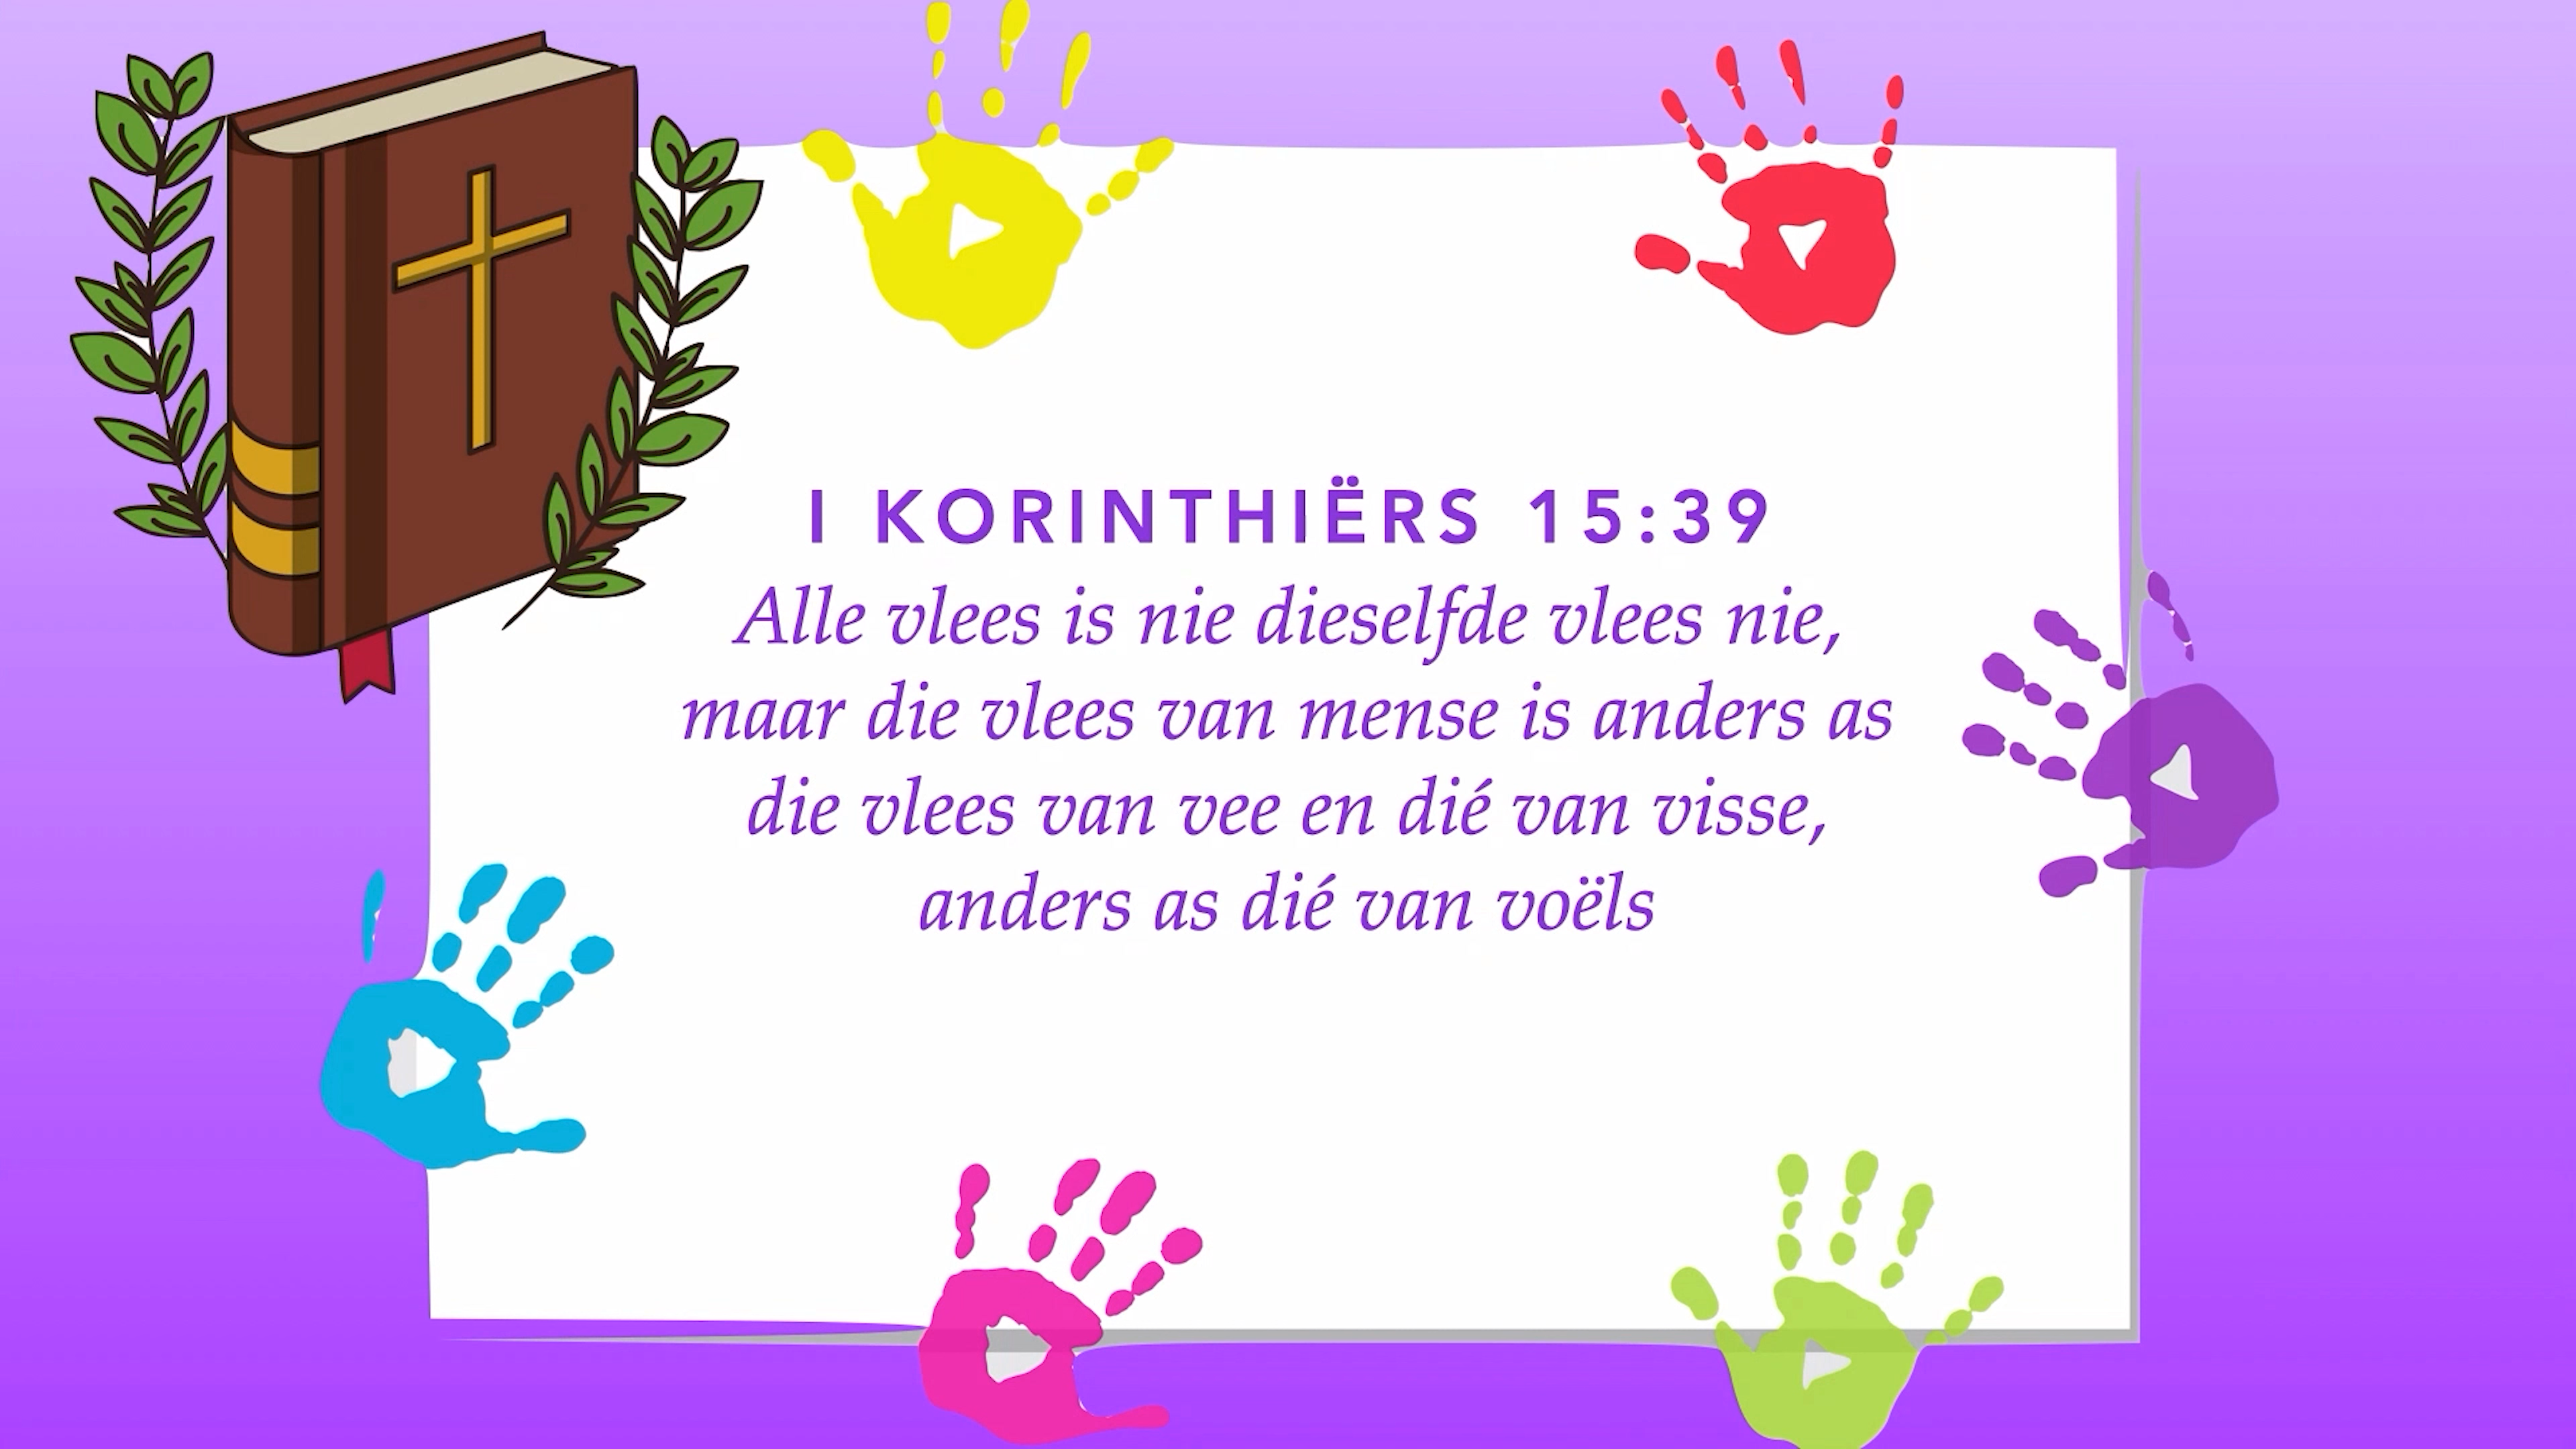 I KORINTHIËRS 15:39
Alle vlees is nie dieselfde vlees nie,
maar die vlees van mense is anders as
die vlees van vee en dié van visse,
anders as dié van voëls